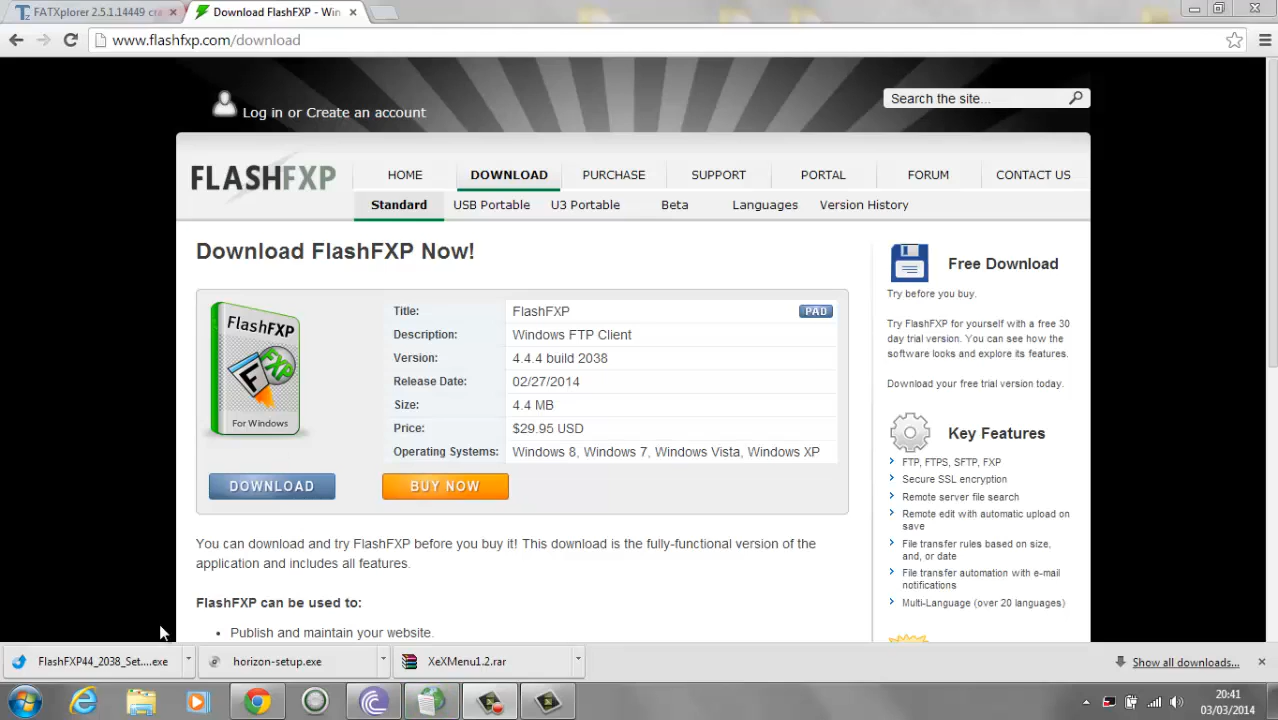 FATXplorer 2.5.1.14449 cra
Download FlashFXP - Win
www.flashfxp.com/download
Log in or Create an account
Search the site...
FLASHFXP
HOME
DOWNLOAD
PURCHASE
SUPPORT
PORTAL
FORUM
CONTACT US
Standard
USB Portable
U3 Portable
Beta
Languages
Version History
Download FlashFXP Now!
FlashFXP
For Windows
Title: FlashFXP
PAD
Description: Windows FTP Client
Version: 4.4.4 build 2038
Release Date: 02/27/2014
Size: 4.4 MB
Price: $29.95 USD
Operating Systems: Windows 8, Windows 7, Windows Vista, Windows XP
DOWNLOAD
BUY NOW
You can download and try FlashFXP before you buy it! This download is the fully-functional version of the
application and includes all features.
FlashFXP can be used to:
Publish and maintain your website.
Free Download
Try before you buy.
Try FlashFXP for yourself with a free 30
day trial version. You can see how the
software looks and explore its features.
Download your free trial version today.
Key Features
FTP, FTPS, SFTP, FXP
Secure SSL encryption
Remote server file search
Remote edit with automatic upload on
save
File transfer rules based on size,
and, or date
File transfer automation with e-mail
notifications
Multi-Language (over 20 languages)
FlashFXP44_2038_Set....exe
horizon-setup.exe
XeXMenu1.2.rar
Show all downloads...
20:41
03/03/2014